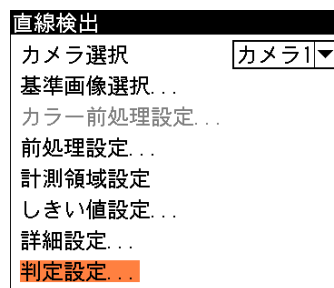 直線検出
カメラ選択 カメラ1▼
基準画像選択...
カラー前処理設定...
前処理設定...
計測領域設定
しきい値設定...
詳細設定...
判定設定...